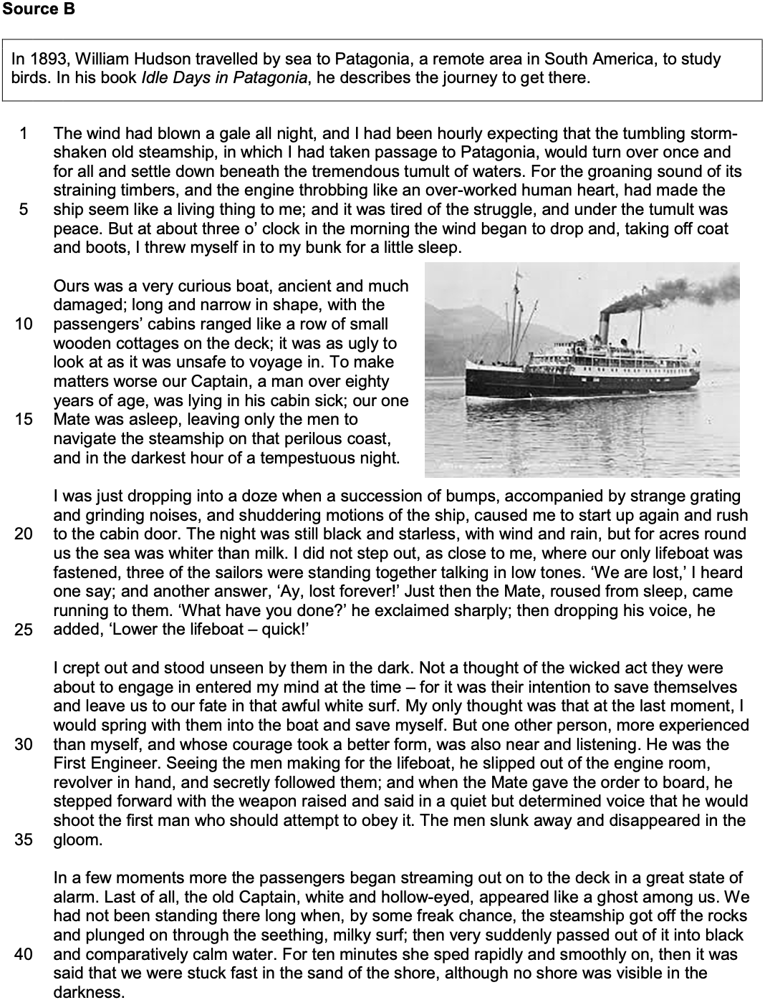 Source B
In 1893, William Hudson travelled by sea to Patagonia, a remote area in South America, to study
birds. In his book Idle Days in Patagonia, he describes the journey to get there.
1 The wind had blown a gale all night, and I had been hourly expecting that the tumbling storm-
shaken old steamship, in which I had taken passage to Patagonia, would turn over once and
for all and settle down beneath the tremendous tumult of waters. For the groaning sound of its
straining timbers, and the engine throbbing like an over-worked human heart, had made the
5 ship seem like a living thing to me; and it was tired of the struggle, and under the tumult was
peace. But at about three o’ clock in the morning the wind began to drop and, taking off coat
and boots, I threw myself in to my bunk for a little sleep.
Ours was a very curious boat, ancient and much
damaged; long and narrow in shape, with the
10 passengers’ cabins ranged like a row of small
wooden cottages on the deck; it was as ugly to
look at as it was unsafe to voyage in. To make
matters worse our Captain, a man over eighty
years of age, was lying in his cabin sick; our one
15 Mate was asleep, leaving only the men to
navigate the steamship on that perilous coast,
and in the darkest hour of a tempestuous night.
I was just dropping into a doze when a succession of bumps, accompanied by strange grating
and grinding noises, and shuddering motions of the ship, caused me to start up again and rush
20 to the cabin door. The night was still black and starless, with wind and rain, but for acres round
us the sea was whiter than milk. I did not step out, as close to me, where our only lifeboat was
fastened, three of the sailors were standing together talking in low tones. ‘We are lost,’ I heard
one say; and another answer, ‘Ay, lost forever!’ Just then the Mate, roused from sleep, came
running to them. ‘What have you done?’ he exclaimed sharply; then dropping his voice, he
25 added, ‘Lower the lifeboat – quick!’
I crept out and stood unseen by them in the dark. Not a thought of the wicked act they were
about to engage in entered my mind at the time – for it was their intention to save themselves
and leave us to our fate in that awful white surf. My only thought was that at the last moment, I
would spring with them into the boat and save myself. But one other person, more experienced
30 than myself, and whose courage took a better form, was also near and listening. He was the
First Engineer. Seeing the men making for the lifeboat, he slipped out of the engine room,
revolver in hand, and secretly followed them; and when the Mate gave the order to board, he
stepped forward with the weapon raised and said in a quiet but determined voice that he would
shoot the first man who should attempt to obey it. The men slunk away and disappeared in the
35 gloom.
In a few moments more the passengers began streaming out on to the deck in a great state of
alarm. Last of all, the old Captain, white and hollow-eyed, appeared like a ghost among us. We
had not been standing there long when, by some freak chance, the steamship got off the rocks
and plunged on through the seething, milky surf; then very suddenly passed out of it into black
40 and comparatively calm water. For ten minutes she sped rapidly and smoothly on, then it was
said that we were stuck fast in the sand of the shore, although no shore was visible in the
darkness.